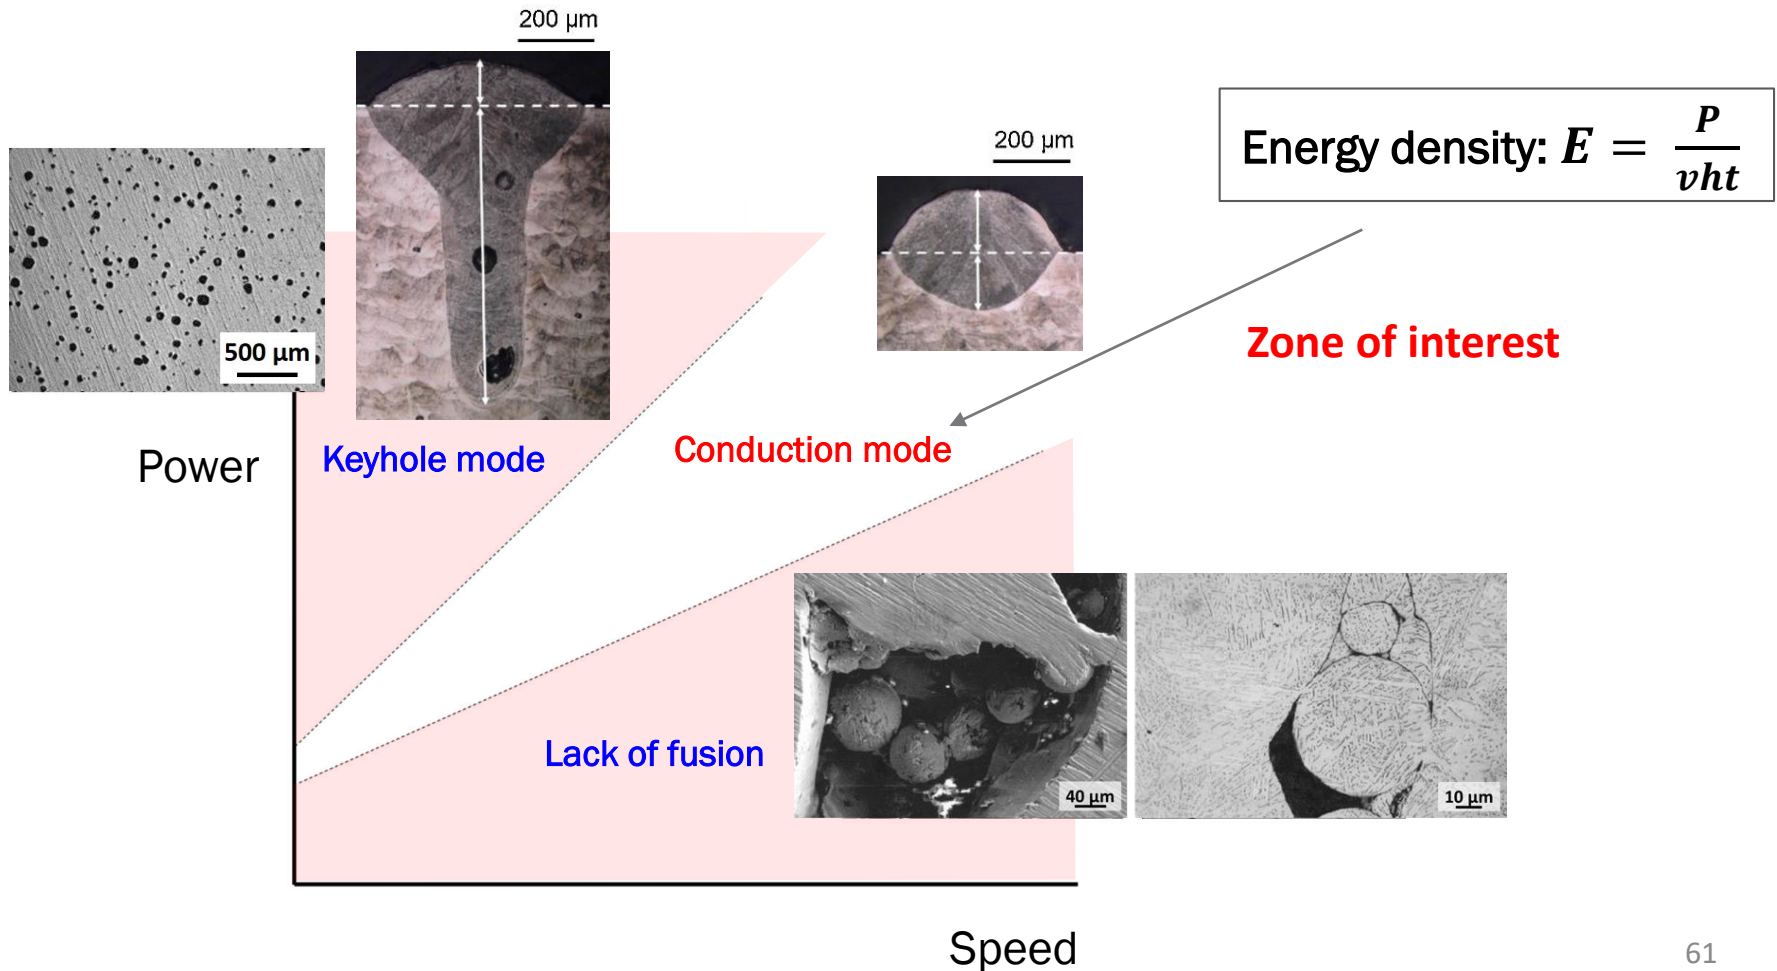 200 µm
200 µm
Energy density: E = P / vht
500 µm
Zone of interest
Power
Keyhole mode
Conduction mode
Lack of fusion
40 µm
10 µm
Speed
61